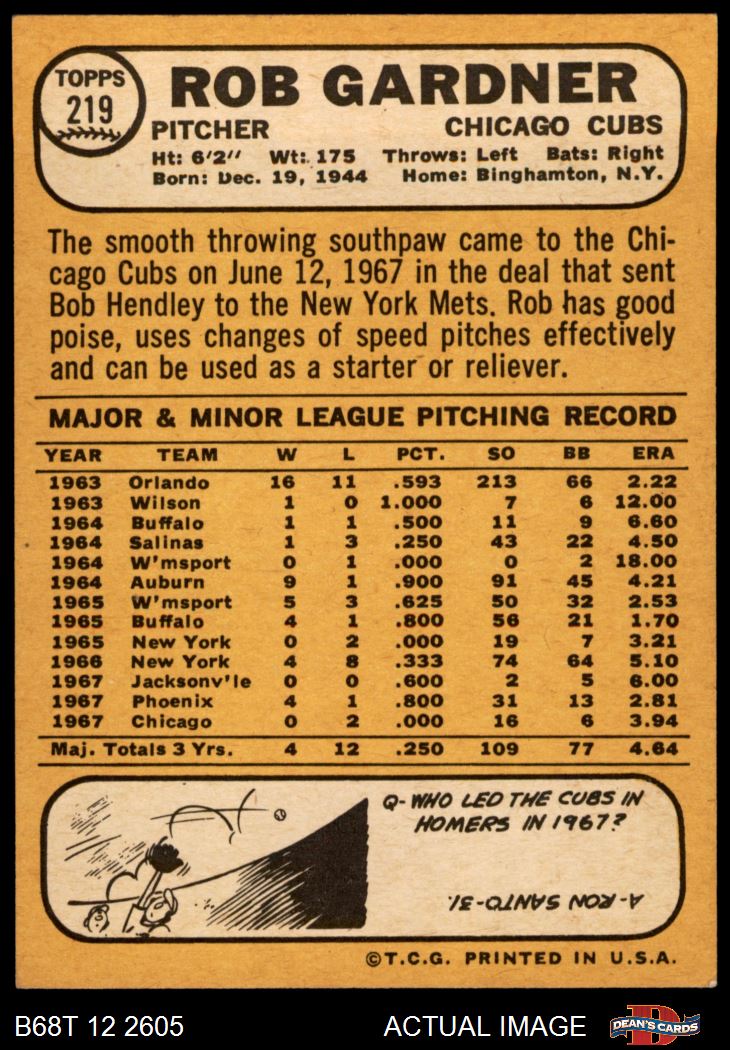 TOPPS
219
ROB GARDNER
PITCHER CHICAGO CUBS
Ht: 6'2'' Wt: 175 Throws: Left Bats: Right
Born: Dec. 19, 1944 Home: Binghamton, N.Y.
The smooth throwing southpaw came to the Chi-
cago Cubs on June 12, 1967 in the deal that sent
Bob Hendley to the New York Mets. Rob has good
poise, uses changes of speed pitches effectively
and can be used as a starter or reliever.
MAJOR & MINOR LEAGUE PITCHING RECORD
YEAR TEAM W L PCT. SO BB ERA
1963 Orlando 16 11 .593 213 66 2.22
1963 Wilson 1 0 1.000 7 6 12.00
1964 Buffalo 1 1 .500 11 9 6.60
1964 Salinas 1 3 .250 43 22 4.50
1964 W'msport 0 1 .000 0 2 18.00
1964 Auburn 9 1 .900 91 45 4.21
1965 W'msport 5 3 .625 50 32 2.53
1965 Buffalo 4 1 .800 56 21 1.70
1965 New York 0 2 .000 19 7 3.21
1966 New York 4 8 .333 74 64 5.10
1967 Jacksonv'le 0 0 .600 2 5 6.00
1967 Phoenix 4 1 .800 31 13 2.81
1967 Chicago 0 2 .000 16 6 3.94
Maj. Totals 3 Yrs. 4 12 .250 109 77 4.64
Q-WHO LED THE CUBS IN
HOMERS IN 1967?
A-RON SANTO-31.
©T.C.G. PRINTED IN U.S.A.
B68T 12 2605 ACTUAL IMAGE DEAN'S CARDS